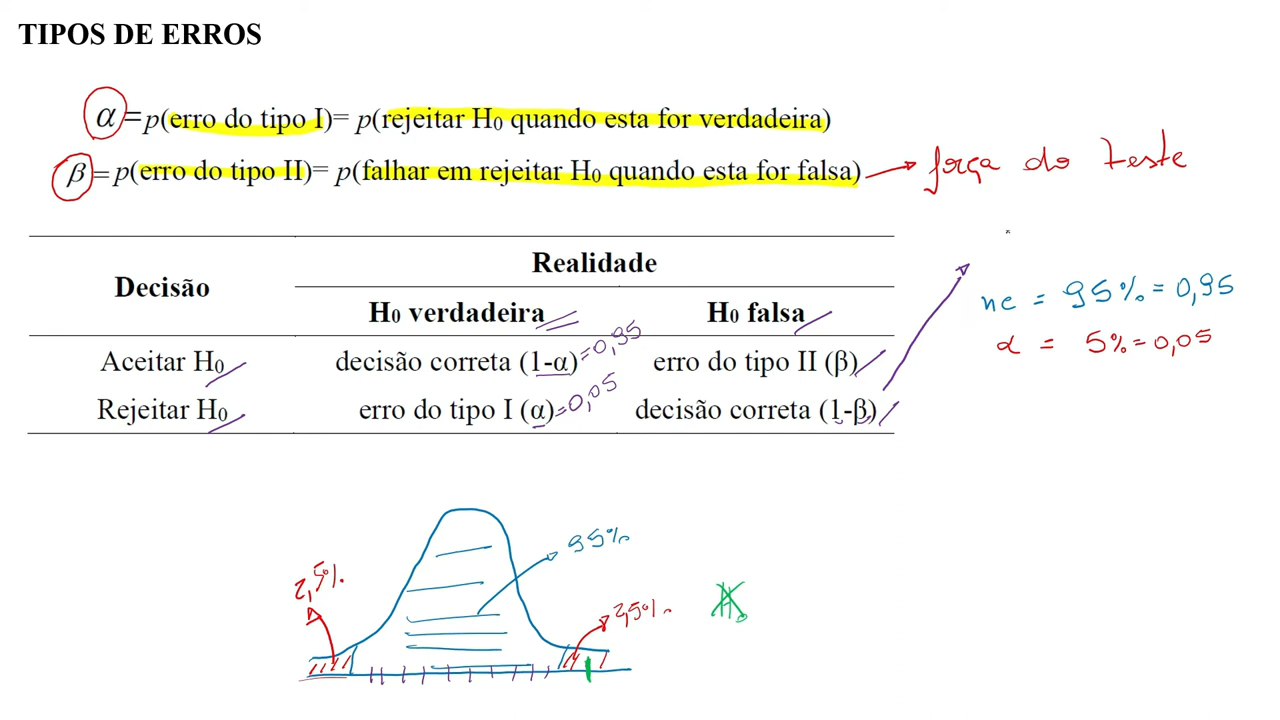 TIPOS DE ERROS
α = p(erro do tipo I)= p(rejeitar H₀ quando esta for verdadeira)
β = p(erro do tipo II)= p(falhar em rejeitar H₀ quando esta for falsa) → força do teste
Realidade
Decisão
H₀ verdadeira H₀ falsa
nc = 95% = 0,95
α = 5% = 0,05
Aceitar H₀ decisão correta (1-α) = 0,95 erro do tipo II (β)
Rejeitar H₀ erro do tipo I (α) = 0,05 decisão correta (1-β)
95%
2,5%
2,5%
H₀